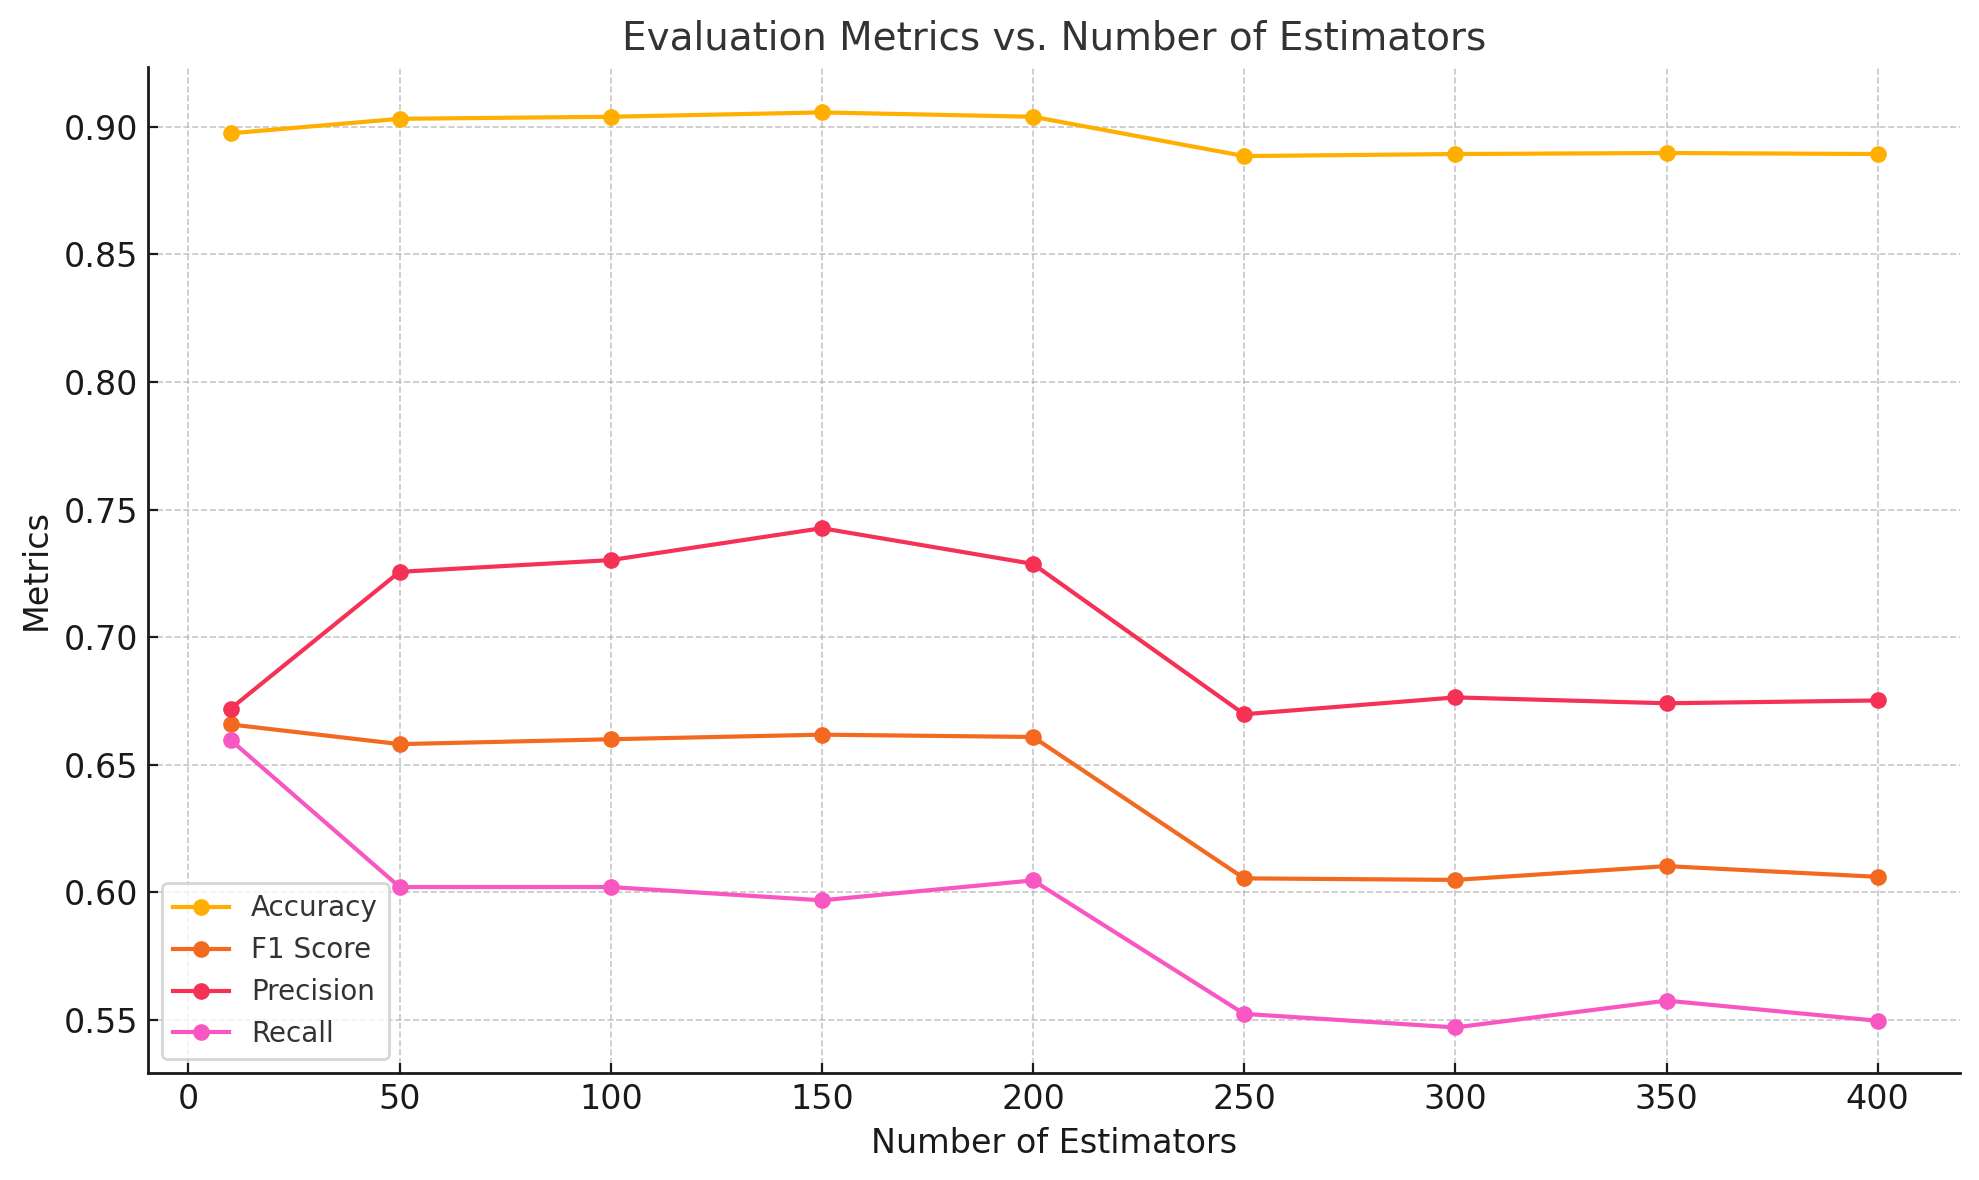 Evaluation Metrics vs. Number of Estimators
Metrics
0.90
0.85
0.80
0.75
0.70
0.65
0.60
0.55
Accuracy
F1 Score
Precision
Recall
0 50 100 150 200 250 300 350 400
Number of Estimators